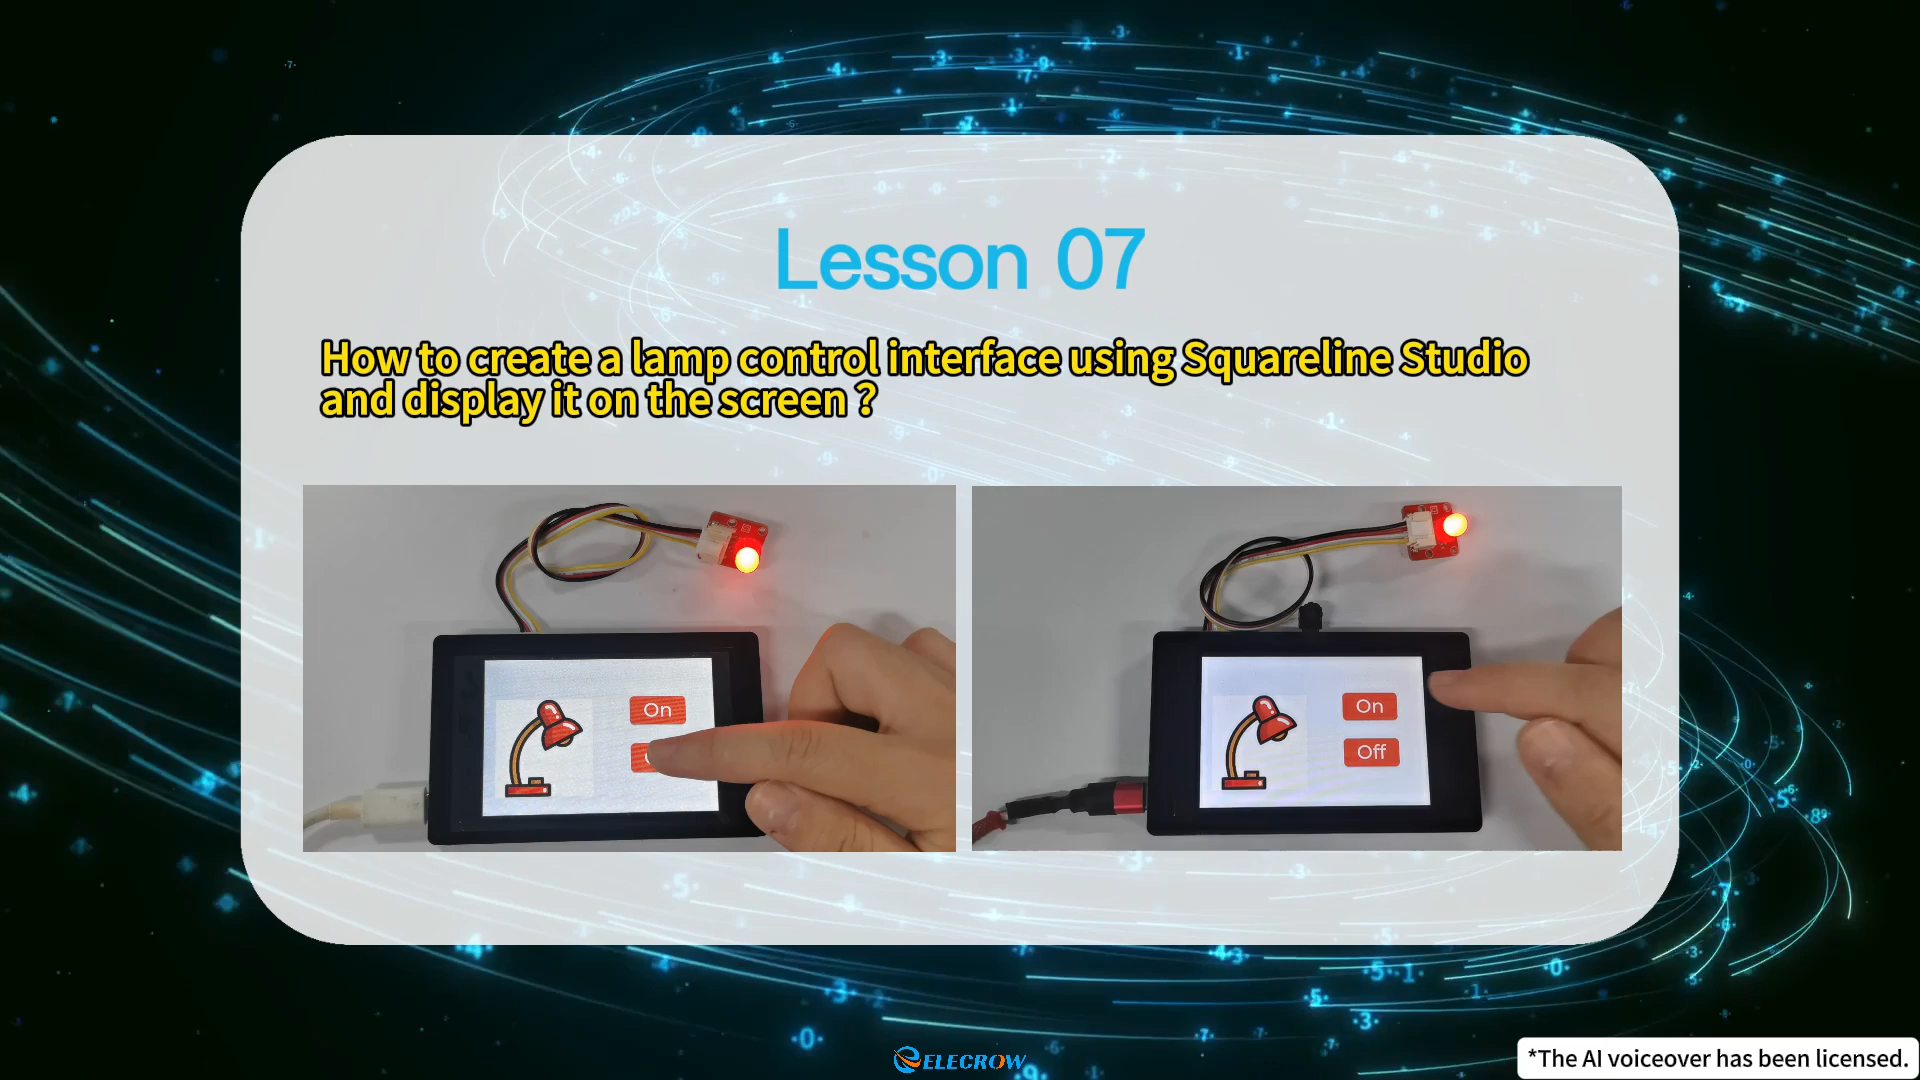 Lesson 07
How to create a lamp control interface using Squareline Studio
and display it on the screen？
On
On
Off
ELECROW
*The AI voiceover has been licensed.